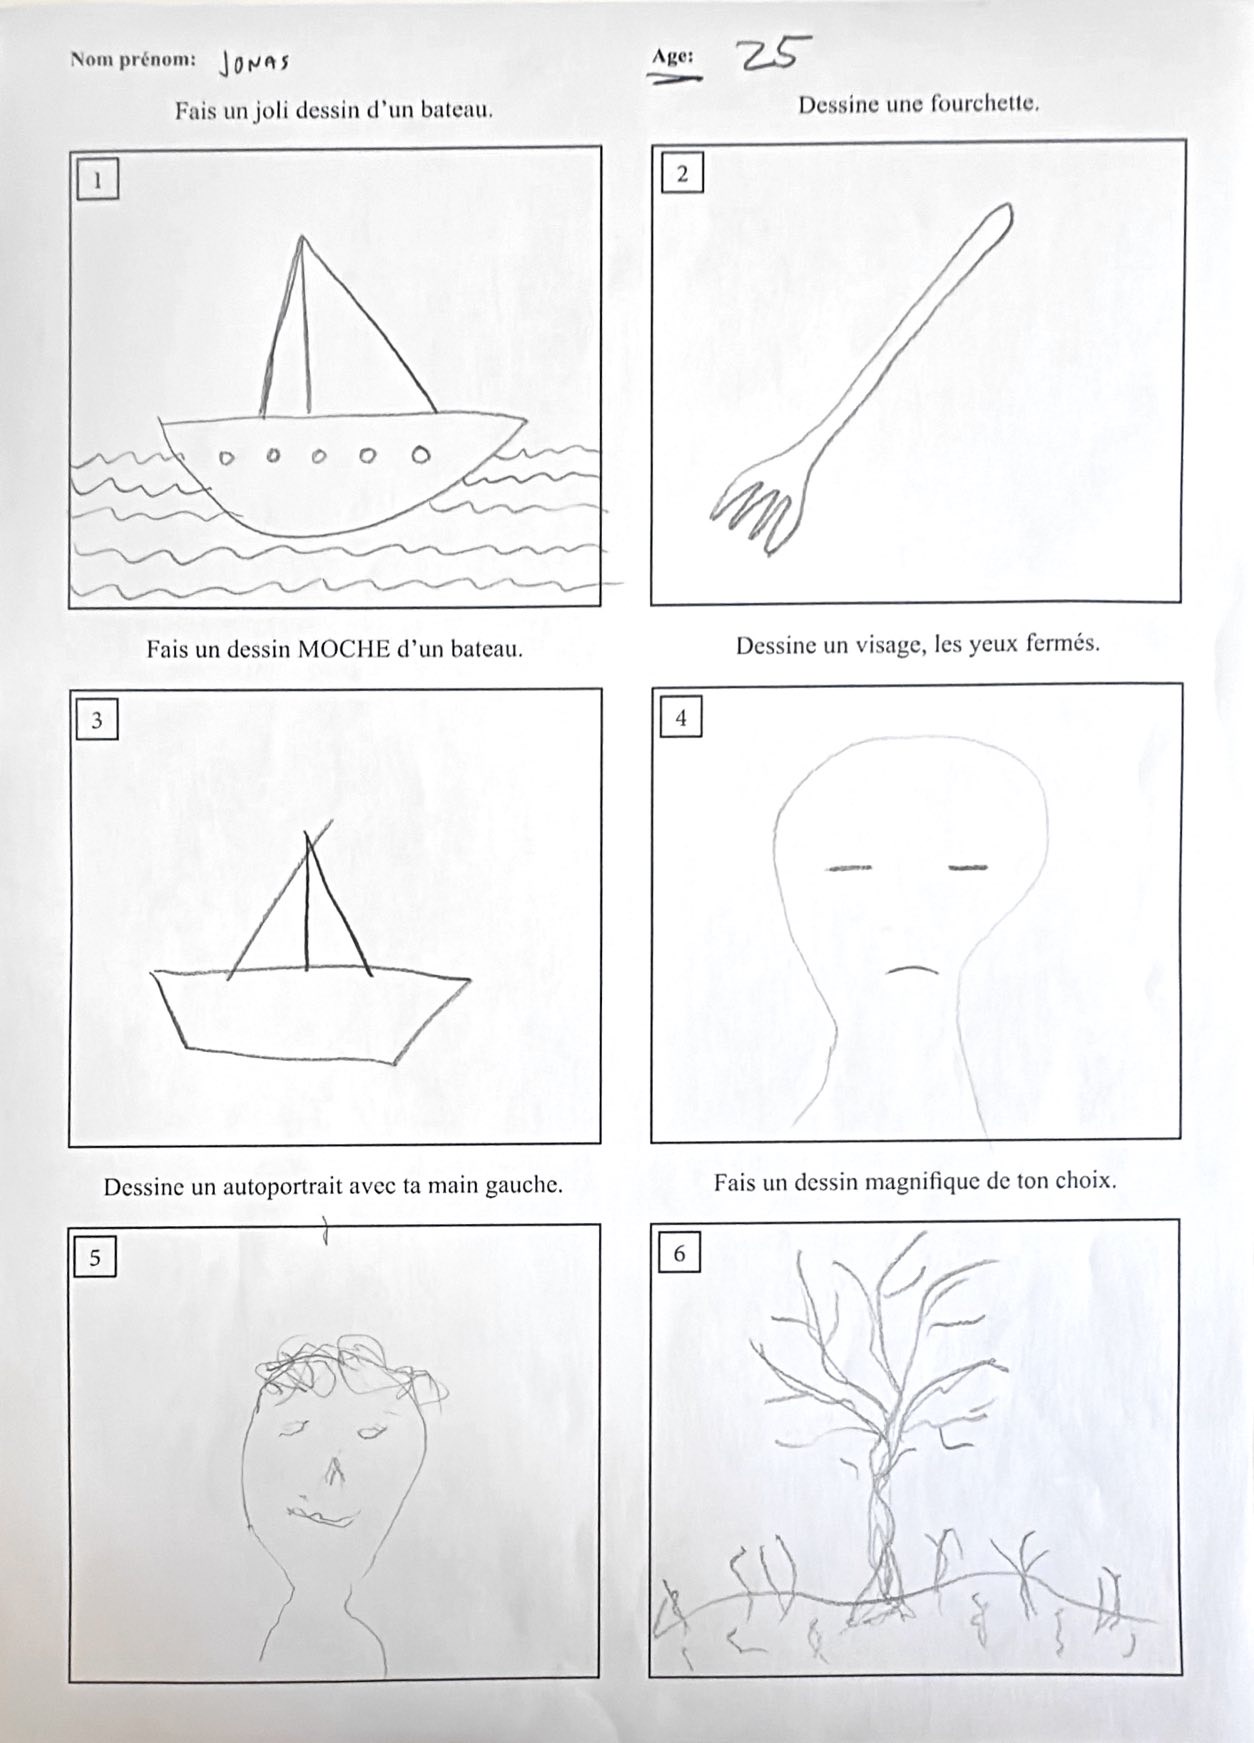 Nom prénom: JONAS
Age: 25
Fais un joli dessin d'un bateau.
Dessine une fourchette.
1
2
Fais un dessin MOCHE d'un bateau.
Dessine un visage, les yeux fermés.
3
4
Dessine un autoportrait avec ta main gauche.
Fais un dessin magnifique de ton choix.
5
6